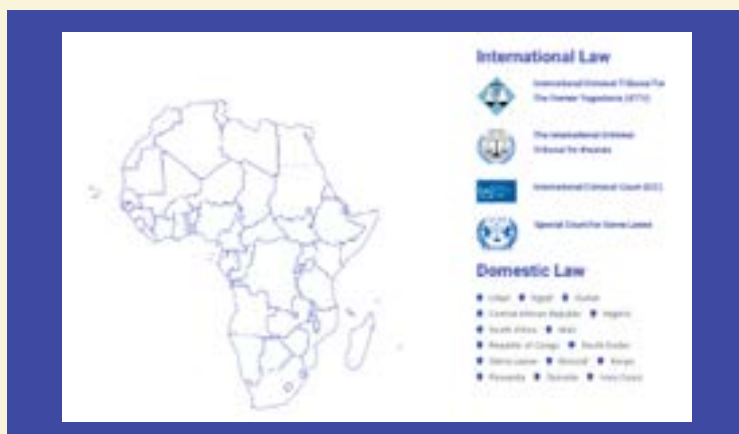 International Law
International Criminal Tribunal For
The Former Yugoslavia (ICTY)
The International Criminal
Tribunal for Rwanda
International Criminal Court (ICC)
Special Court for Sierra Leone
Domestic Law
Libya Egypt Sudan
Central African Republic Nigeria
South Africa Mali
Republic of Congo South Sudan
Sierra Leone Burundi Kenya
Rwanda Somalia Ivory Coast